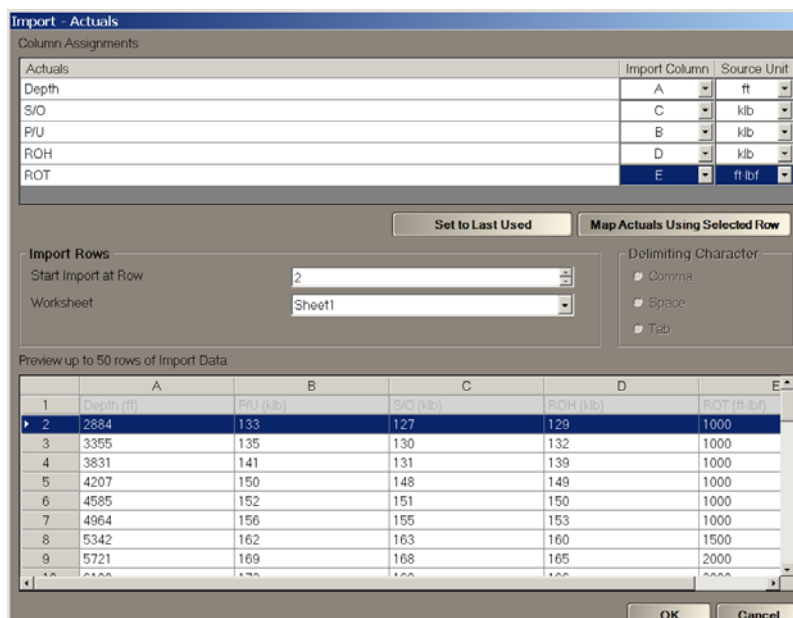 Import - Actuals
Column Assignments
Actuals Import Column Source Unit
Depth A ft
S/O C klb
P/U B klb
ROH D klb
ROT E ft·lbf
Set to Last Used Map Actuals Using Selected Row
Import Rows Delimiting Character
Start Import at Row 2 Comma
Worksheet Sheet1 Space
Tab
Preview up to 50 rows of Import Data
A B C D E
1 Depth (ft) P/U (klb) S/O (klb) ROH (klb) ROT (ft-lbf)
2 2884 133 127 129 1000
3 3355 135 130 132 1000
4 3831 141 131 139 1000
5 4207 150 148 149 1000
6 4585 152 151 150 1000
7 4964 156 155 153 1000
8 5342 162 163 160 1500
9 5721 169 168 165 2000
OK Cancel